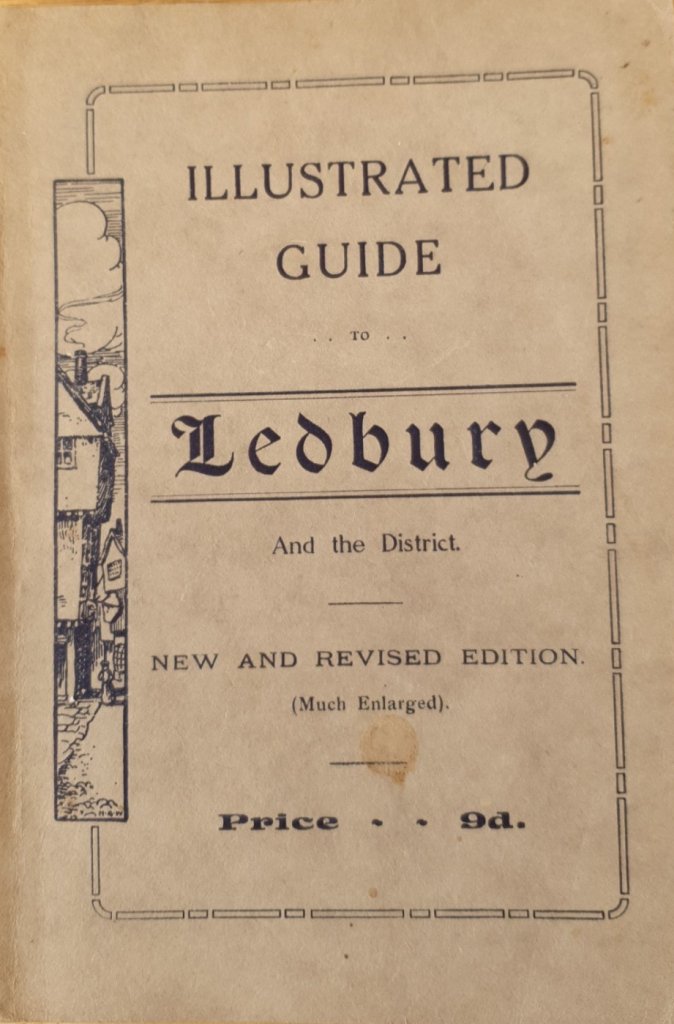 ILLUSTRATED
GUIDE
. . TO . .
Ledbury
And the District.
NEW AND REVISED EDITION.
(Much Enlarged).
Price - - 9d.